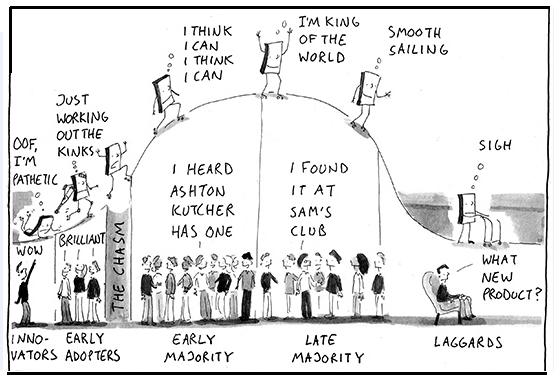 OOF,
I'M
PATHETIC
JUST
WORKING
OUT THE
KINKS
I THINK
I CAN
I THINK
I CAN
I'M KING
OF THE
WORLD
SMOOTH
SAILING
SIGH
WOW
BRILLIANT
THE CHASM
I HEARD
ASHTON
KUTCHER
HAS ONE
I FOUND
IT AT
SAM'S
CLUB
WHAT
NEW
PRODUCT?
INNO-
VATORS
EARLY
ADOPTERS
EARLY
MAJORITY
LATE
MAJORITY
LAGGARDS